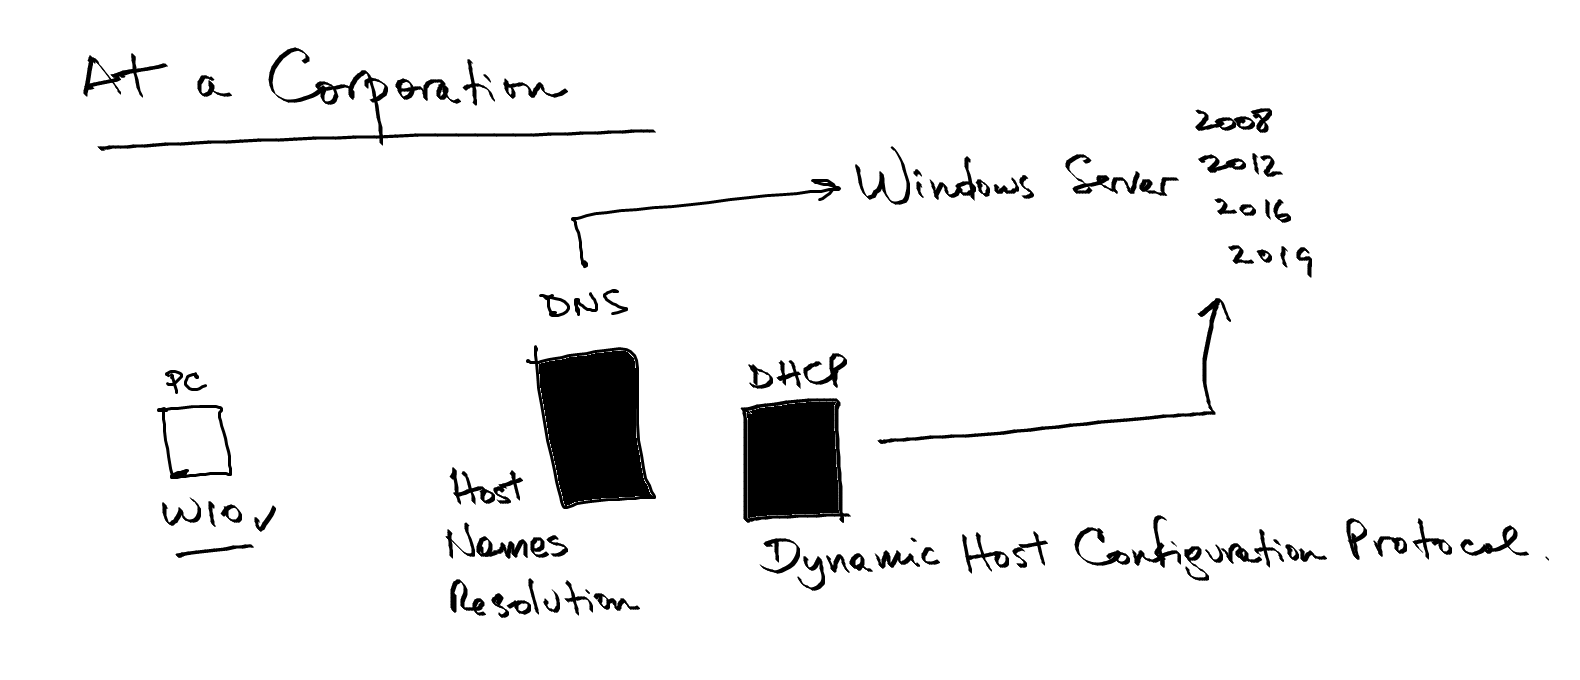 At a Corporation
2008
Windows Server 2012
2016
2019
DNS
PC
DHCP
W10 ✓
Host
Names
Resolution
Dynamic Host Configuration Protocol.